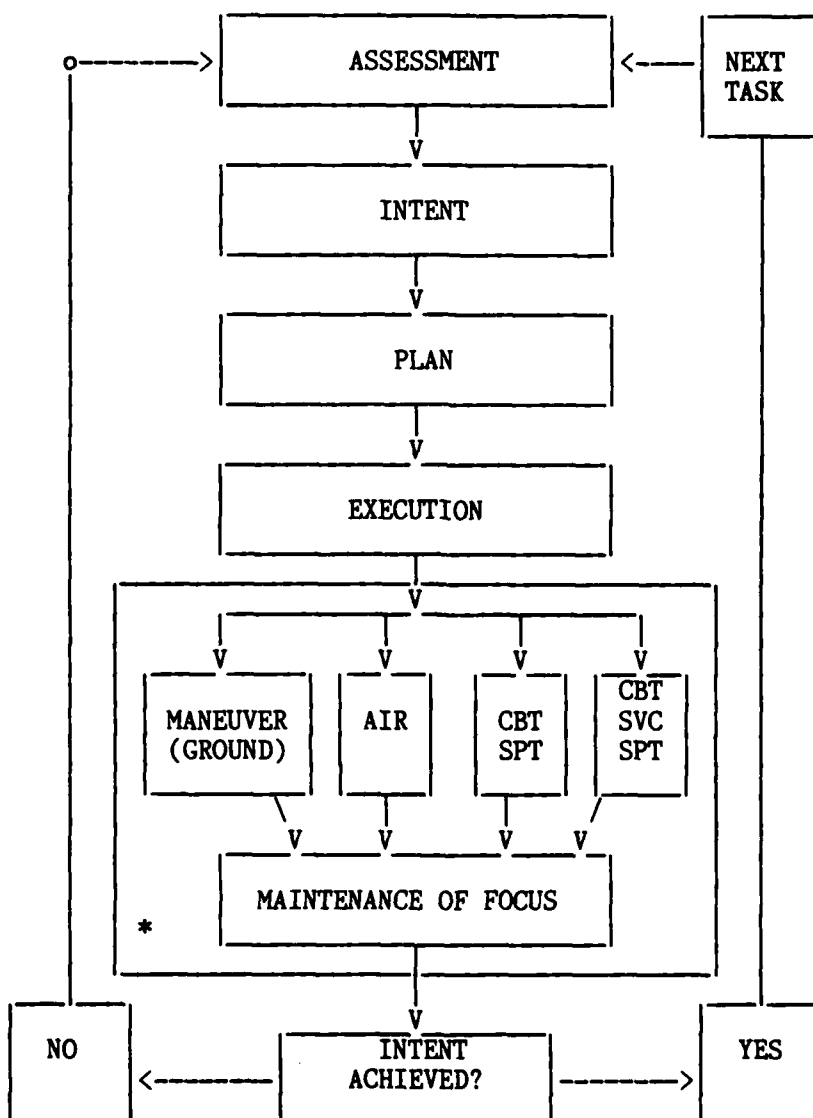 ASSESSMENT
NEXT
TASK
INTENT
PLAN
EXECUTION
MANEUVER
(GROUND)
AIR
CBT
SPT
CBT
SVC
SPT
MAINTENANCE OF FOCUS
*
NO
INTENT
ACHIEVED?
YES